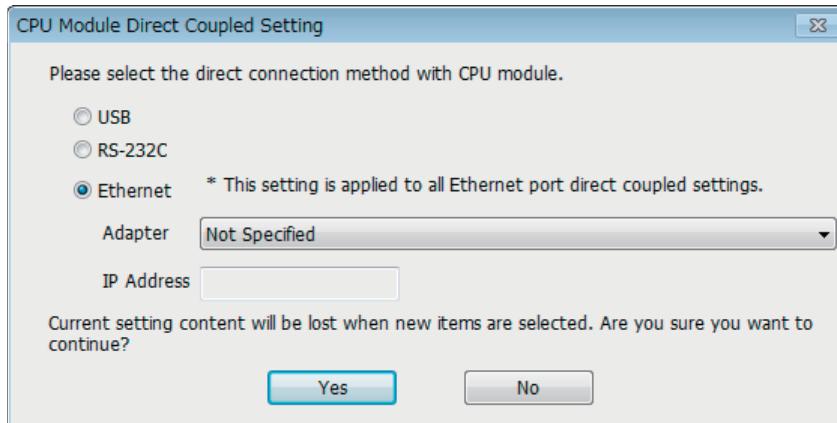 CPU Module Direct Coupled Setting
Please select the direct connection method with CPU module.
USB
RS-232C
Ethernet * This setting is applied to all Ethernet port direct coupled settings.
Adapter Not Specified
IP Address
Current setting content will be lost when new items are selected. Are you sure you want to
continue?
Yes No